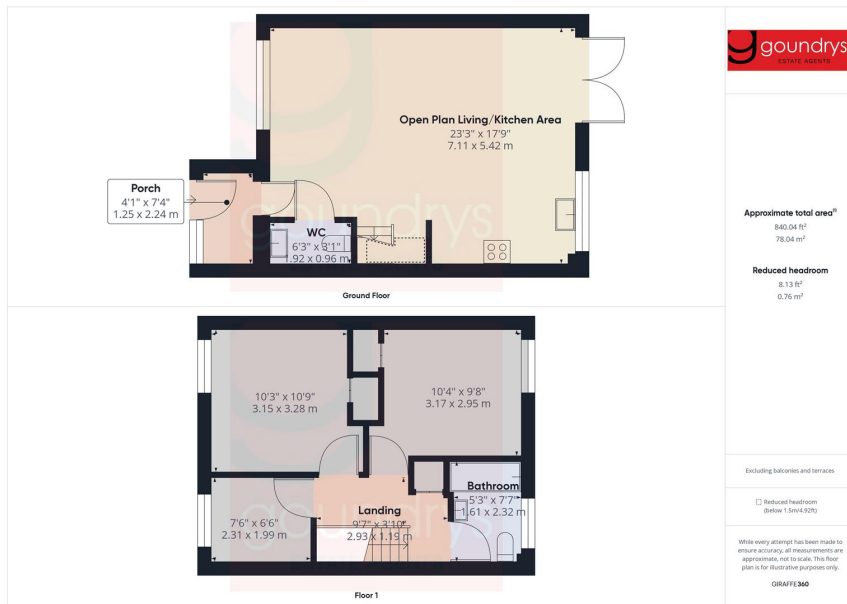 Open Plan Living/Kitchen Area
23'3" x 17'9"
7.11 x 5.42 m
Porch
4'1" x 7'4"
1.25 x 2.24 m
WC
6'3" x 3'1"
1.92 x 0.96 m
goundrys
Ground Floor
10'3" x 10'9"
3.15 x 3.28 m
10'4" x 9'8"
3.17 x 2.95 m
Bathroom
5'3" x 7'7"
1.61 x 2.32 m
Landing
9'7" x 3'10"
2.93 x 1.19 m
7'6" x 6'6"
2.31 x 1.99 m
goundrys
Floor 1
goundrys
ESTATE AGENTS
Approximate total area
840.04 ft²
78.04 m²
Reduced headroom
8.13 ft²
0.76 m²
Excluding balconies and terraces
Reduced headroom
(below 1.5m/4.92ft)
While every attempt has been made to
ensure accuracy, all measurements are
approximate, not to scale. This floor
plan is for illustrative purposes only.
GIRAFFE360